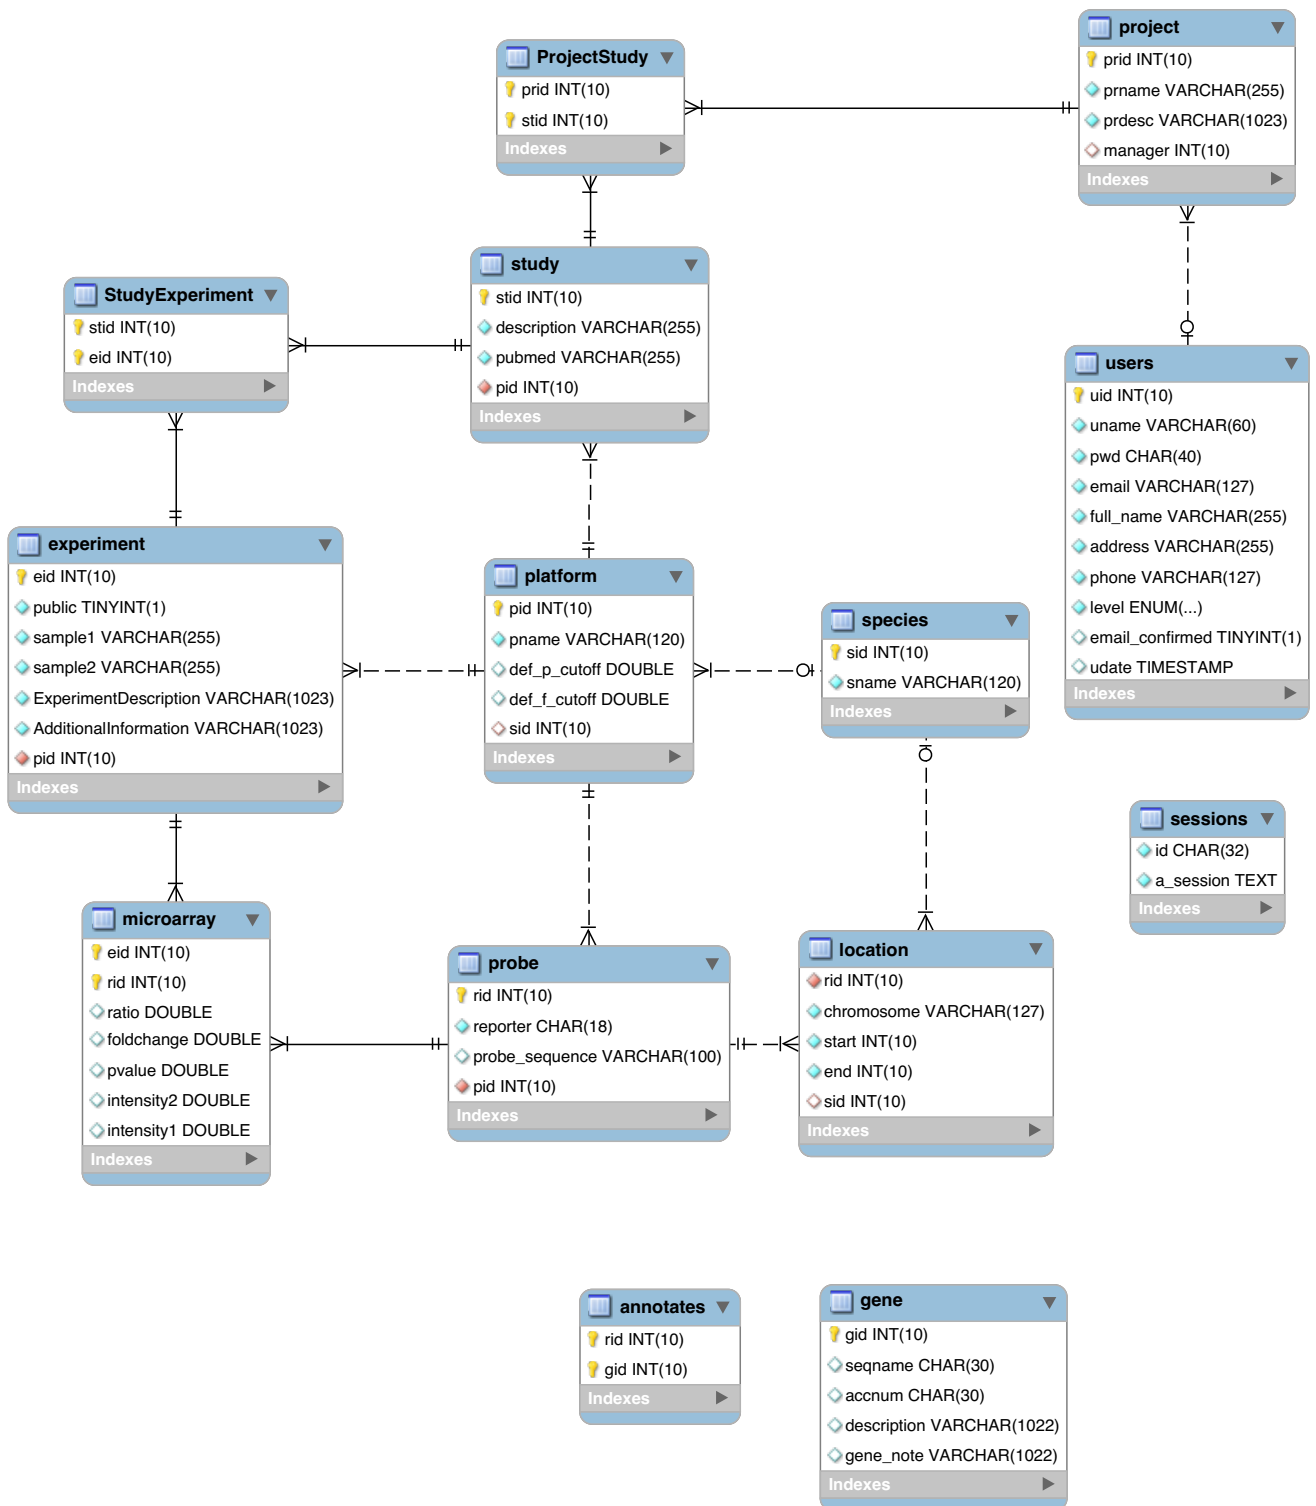 project
prid INT(10)
prname VARCHAR(255)
prdesc VARCHAR(1023)
manager INT(10)
Indexes
ProjectStudy
prid INT(10)
stid INT(10)
Indexes
study
stid INT(10)
description VARCHAR(255)
pubmed VARCHAR(255)
pid INT(10)
Indexes
StudyExperiment
stid INT(10)
eid INT(10)
Indexes
users
uid INT(10)
uname VARCHAR(60)
pwd CHAR(40)
email VARCHAR(127)
full_name VARCHAR(255)
address VARCHAR(255)
phone VARCHAR(127)
level ENUM(...)
email_confirmed TINYINT(1)
udate TIMESTAMP
Indexes
experiment
eid INT(10)
public TINYINT(1)
sample1 VARCHAR(255)
sample2 VARCHAR(255)
ExperimentDescription VARCHAR(1023)
AdditionalInformation VARCHAR(1023)
pid INT(10)
Indexes
platform
pid INT(10)
pname VARCHAR(120)
def_p_cutoff DOUBLE
def_f_cutoff DOUBLE
sid INT(10)
Indexes
species
sid INT(10)
sname VARCHAR(120)
Indexes
sessions
id CHAR(32)
a_session TEXT
Indexes
microarray
eid INT(10)
rid INT(10)
ratio DOUBLE
foldchange DOUBLE
pvalue DOUBLE
intensity2 DOUBLE
intensity1 DOUBLE
Indexes
probe
rid INT(10)
reporter CHAR(18)
probe_sequence VARCHAR(100)
pid INT(10)
Indexes
location
rid INT(10)
chromosome VARCHAR(127)
start INT(10)
end INT(10)
sid INT(10)
Indexes
annotates
rid INT(10)
gid INT(10)
Indexes
gene
gid INT(10)
seqname CHAR(30)
accnum CHAR(30)
description VARCHAR(1022)
gene_note VARCHAR(1022)
Indexes